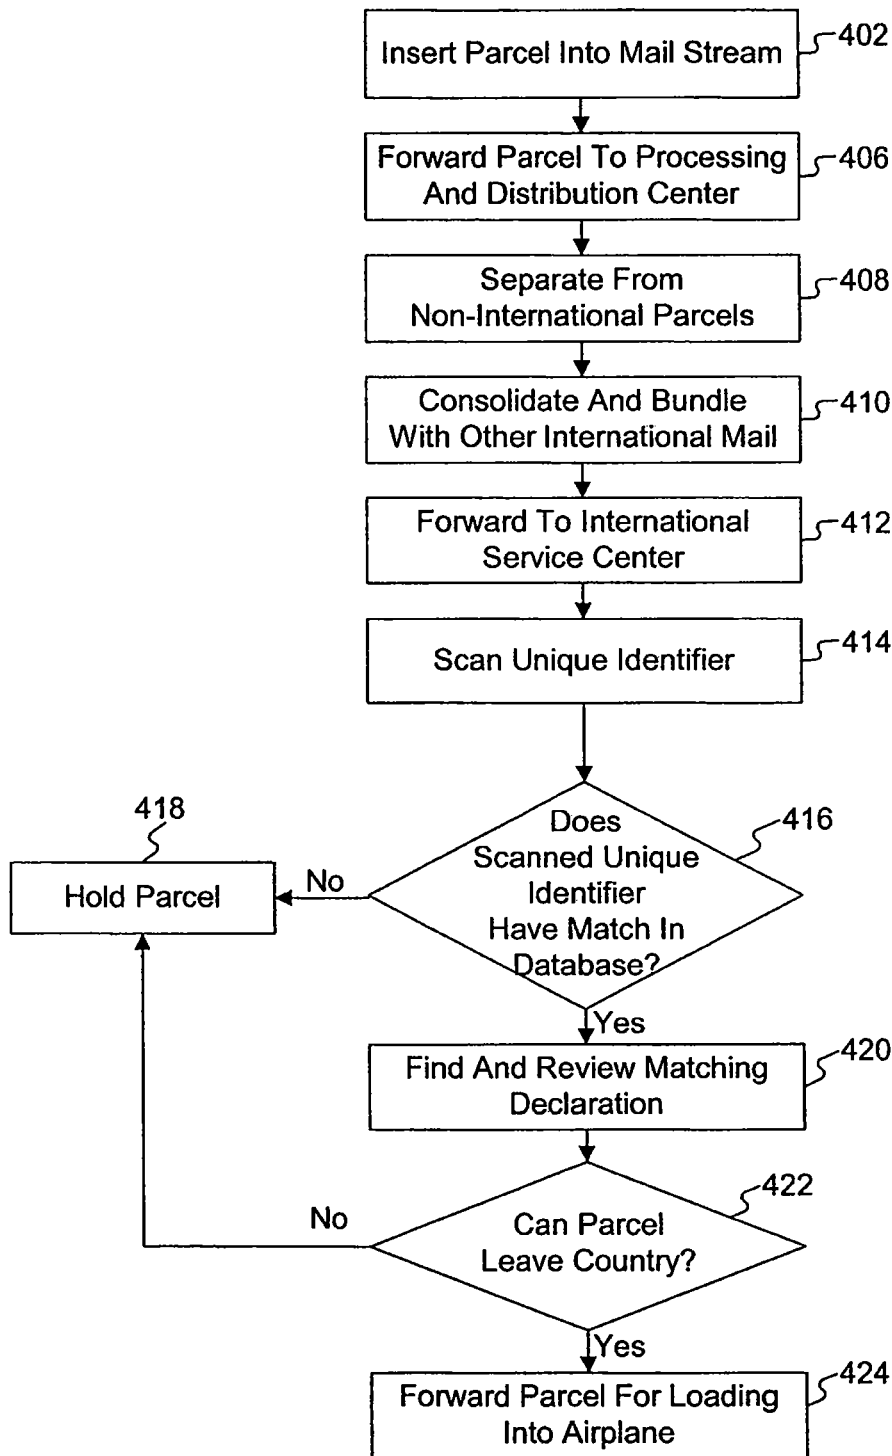 Insert Parcel Into Mail Stream
402
Forward Parcel To Processing
And Distribution Center
406
Separate From
Non-International Parcels
408
Consolidate And Bundle
With Other International Mail
410
Forward To International
Service Center
412
Scan Unique Identifier
414
Does
Scanned Unique
Identifier
Have Match In
Database?
416
No
418
Hold Parcel
Yes
Find And Review Matching
Declaration
420
Can Parcel
Leave Country?
422
No
Yes
Forward Parcel For Loading
Into Airplane
424